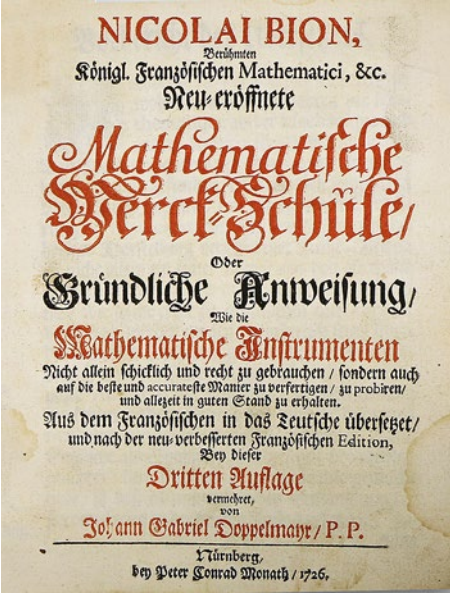 NICOLAI BION,
Berühmten
Königl. Französischen Mathematici, &c.
Neu-eröffnete
Mathematische
Werck-Schule/
Oder
Gründliche Anweisung/
Wie die
Mathematische Instrumenten
Nicht allein schicklich und recht zu gebrauchen/ sondern auch
auf die beste und accurateste Manier zu verfertigen/ zu probiren/
und allezeit in guten Stand zu erhalten.
Aus dem Französischen in das Teutsche übersetzet/
und nach der neu-verbesserten Französischen Edition,
Bey dieser
Dritten Auflage
vermehret,
von
Johann Gabriel Doppelmayr/ P. P.
Nürnberg,
bey Peter Conrad Monath/ 1726.